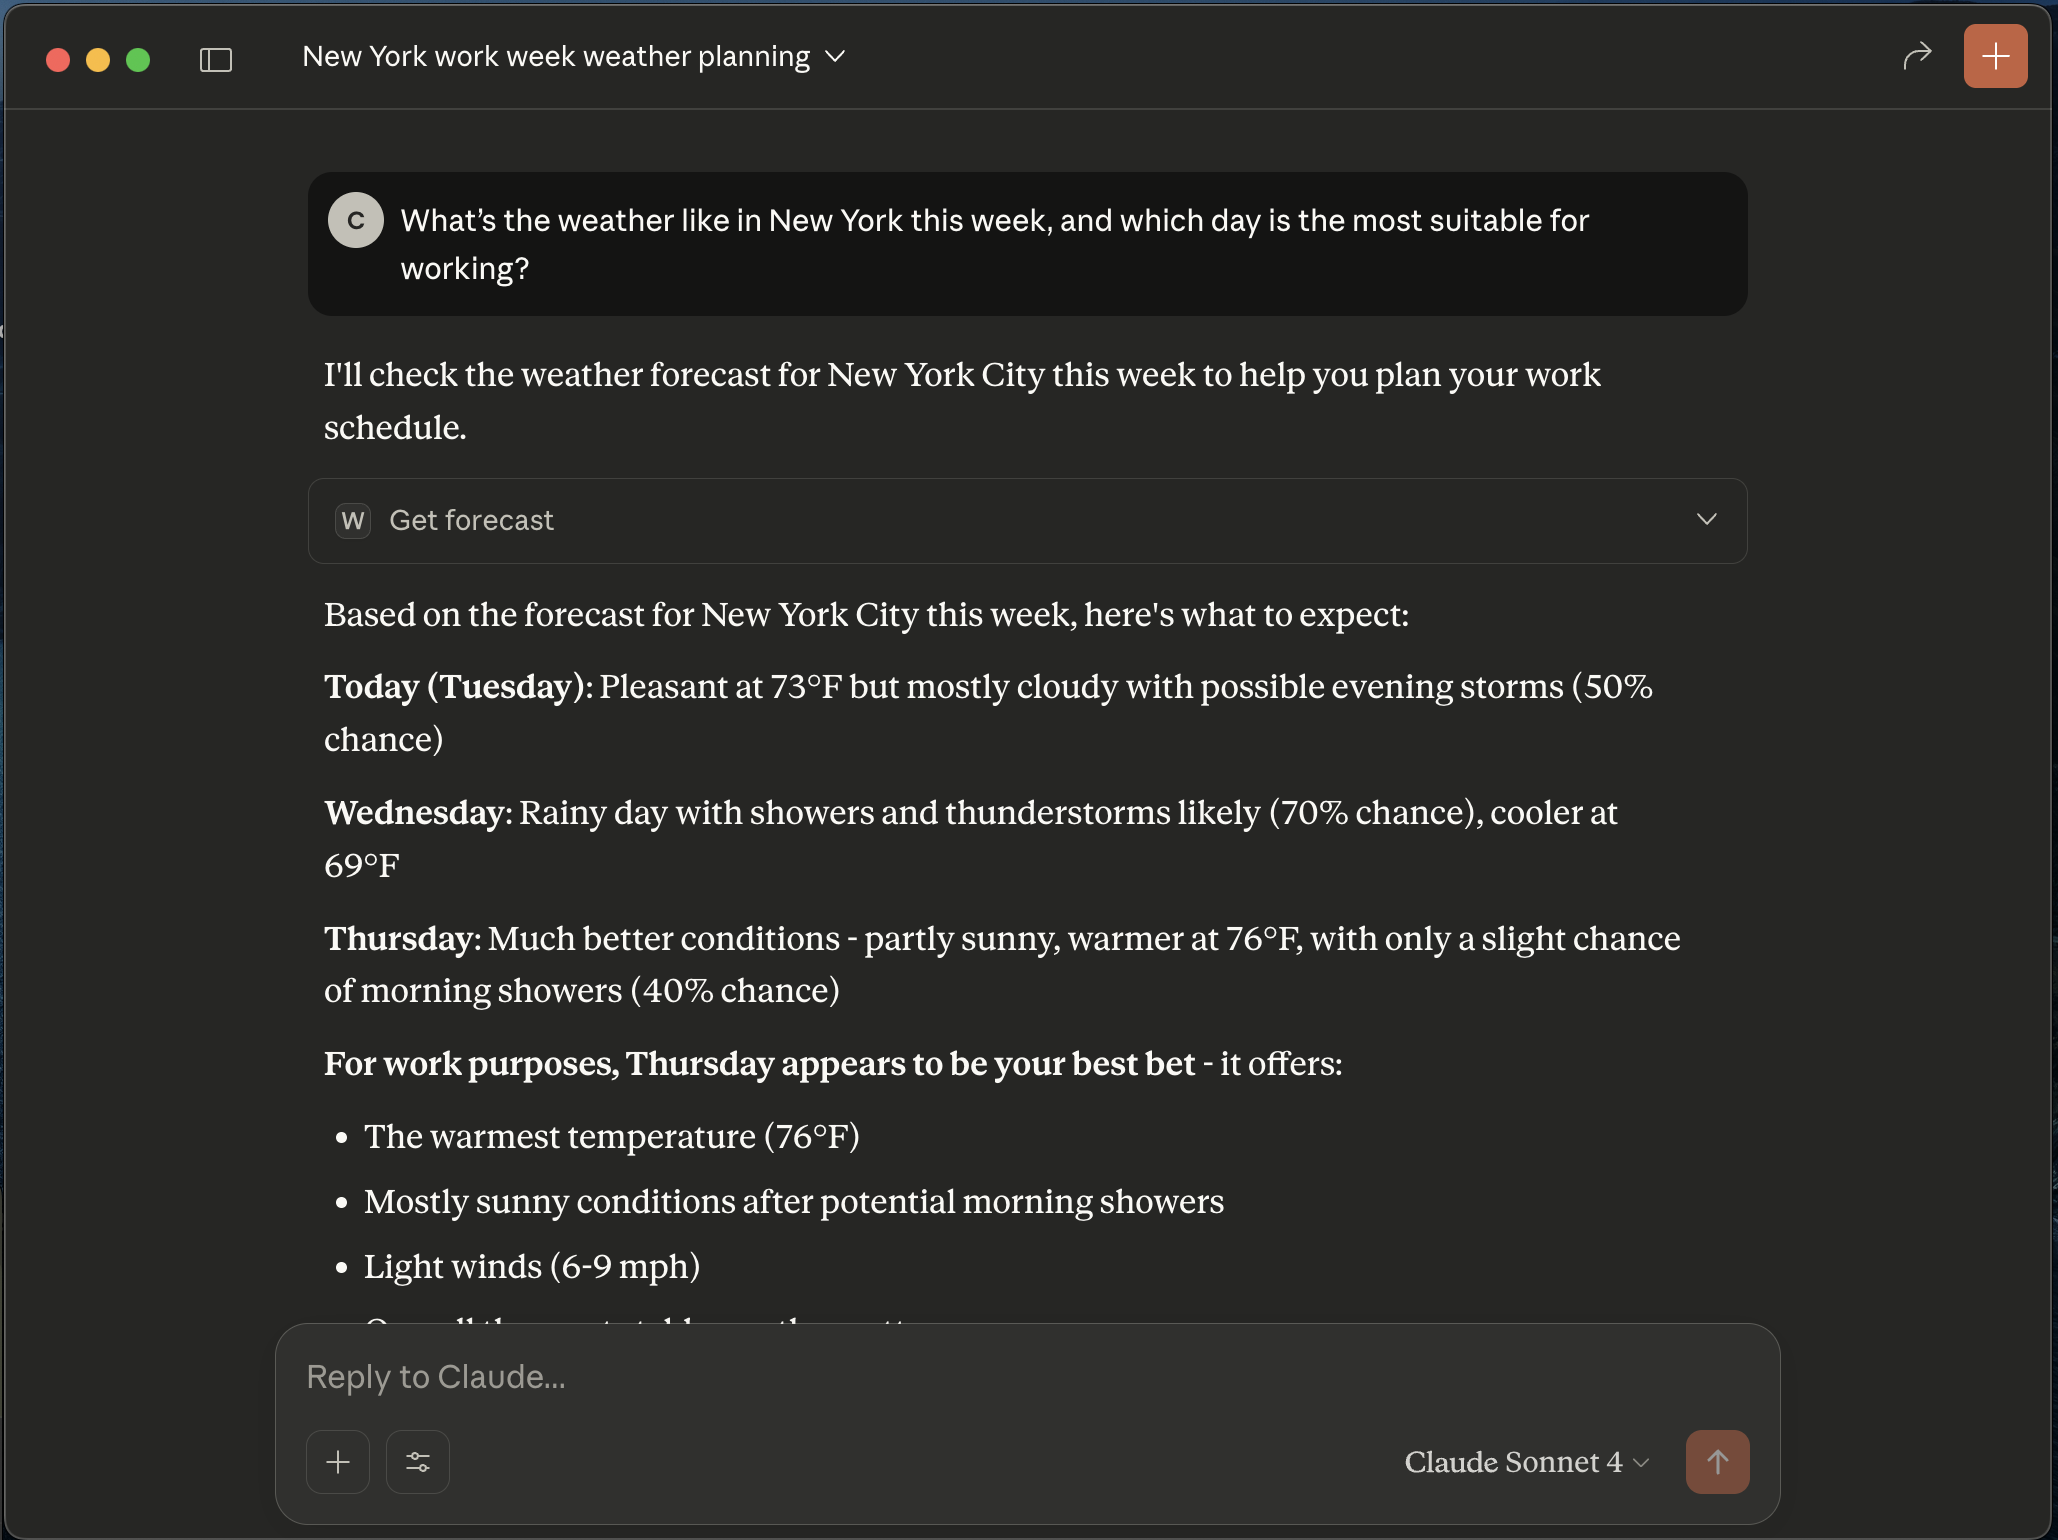 New York work week weather planning
C
What’s the weather like in New York this week, and which day is the most suitable for
working?
I'll check the weather forecast for New York City this week to help you plan your work
schedule.
W Get forecast
Based on the forecast for New York City this week, here's what to expect:
Today (Tuesday): Pleasant at 73°F but mostly cloudy with possible evening storms (50%
chance)
Wednesday: Rainy day with showers and thunderstorms likely (70% chance), cooler at
69°F
Thursday: Much better conditions - partly sunny, warmer at 76°F, with only a slight chance
of morning showers (40% chance)
For work purposes, Thursday appears to be your best bet - it offers:
• The warmest temperature (76°F)
• Mostly sunny conditions after potential morning showers
• Light winds (6-9 mph)
Reply to Claude...
Claude Sonnet 4